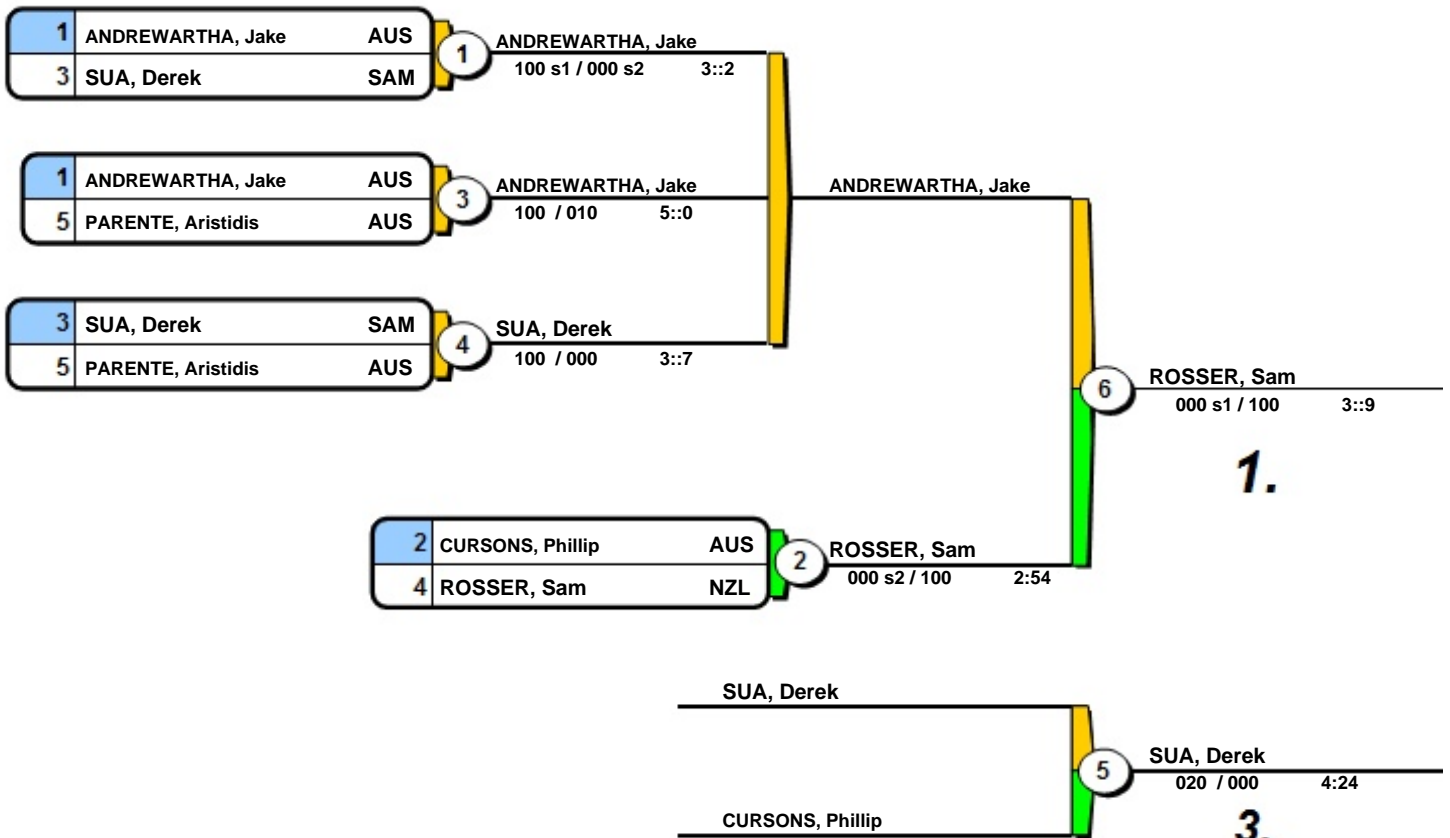 1 ANDREWARTHA, Jake AUS
3 SUA, Derek SAM
1
ANDREWARTHA, Jake
100 s1 / 000 s2 3::2
1 ANDREWARTHA, Jake AUS
5 PARENTE, Aristidis AUS
3
ANDREWARTHA, Jake
100 / 010 5::0
ANDREWARTHA, Jake
3 SUA, Derek SAM
5 PARENTE, Aristidis AUS
4
SUA, Derek
100 / 000 3::7
6
ROSSER, Sam
000 s1 / 100 3::9
1.
2 CURSONS, Phillip AUS
4 ROSSER, Sam NZL
2
ROSSER, Sam
000 s2 / 100 2:54
SUA, Derek
5
SUA, Derek
020 / 000 4:24
3.
CURSONS, Phillip